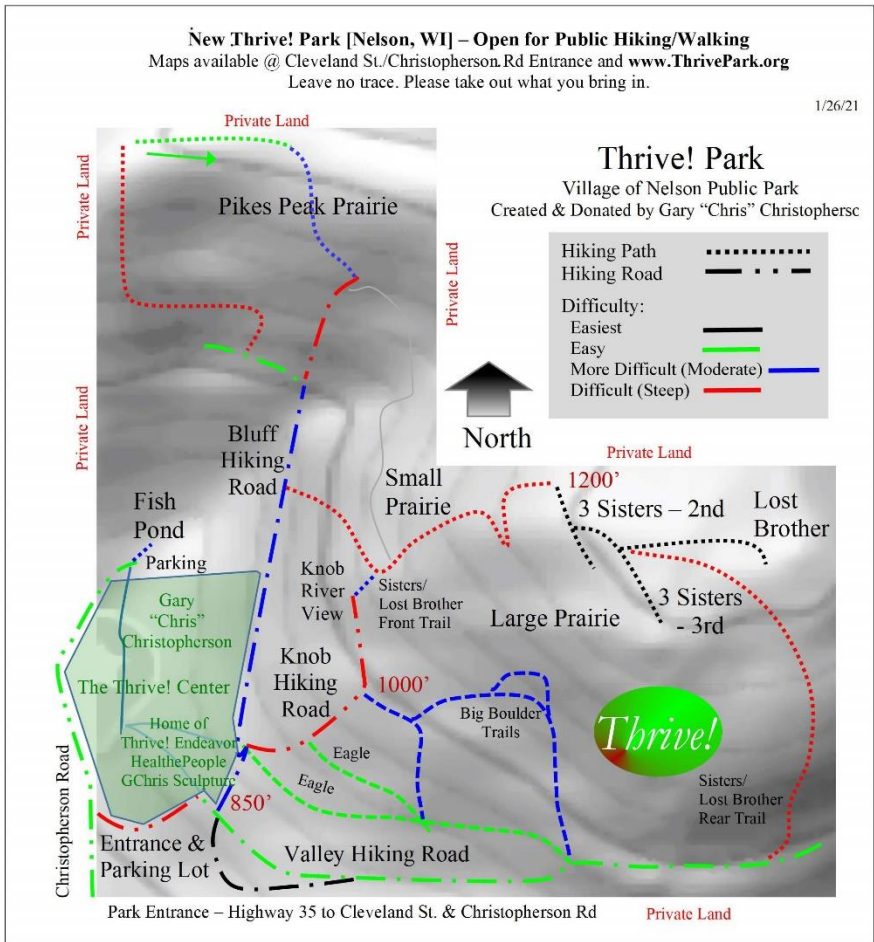 New Thrive! Park [Nelson, WI] – Open for Public Hiking/Walking
Maps available @ Cleveland St./Christopherson Rd Entrance and www.ThrivePark.org
Leave no trace. Please take out what you bring in.
1/26/21
Private Land
Thrive! Park
Village of Nelson Public Park
Created & Donated by Gary “Chris” Christophersc
Private Land
Pikes Peak Prairie
Private Land
Hiking Path
Hiking Road
Difficulty:
Easiest
Easy
More Difficult (Moderate)
Difficult (Steep)
North
Private Land
Private Land
Bluff
Hiking
Road
Small
Prairie
1200’
3 Sisters – 2nd
Lost
Brother
Fish
Pond
Parking
Knob
River
View
Sisters/
Lost Brother
Front Trail
Large Prairie
3 Sisters
- 3rd
Gary
“Chris”
Christopherson
The Thrive! Center
Home of
Thrive! Endeavor
HealthePeople
GChris Sculpture
Knob
Hiking
Road
1000’
Big Boulder
Trails
Thrive!
Eagle
Eagle
Sisters/
Lost Brother
Rear Trail
Christopherson Road
850’
Entrance &
Parking Lot
Valley Hiking Road
Park Entrance – Highway 35 to Cleveland St. & Christopherson Rd
Private Land